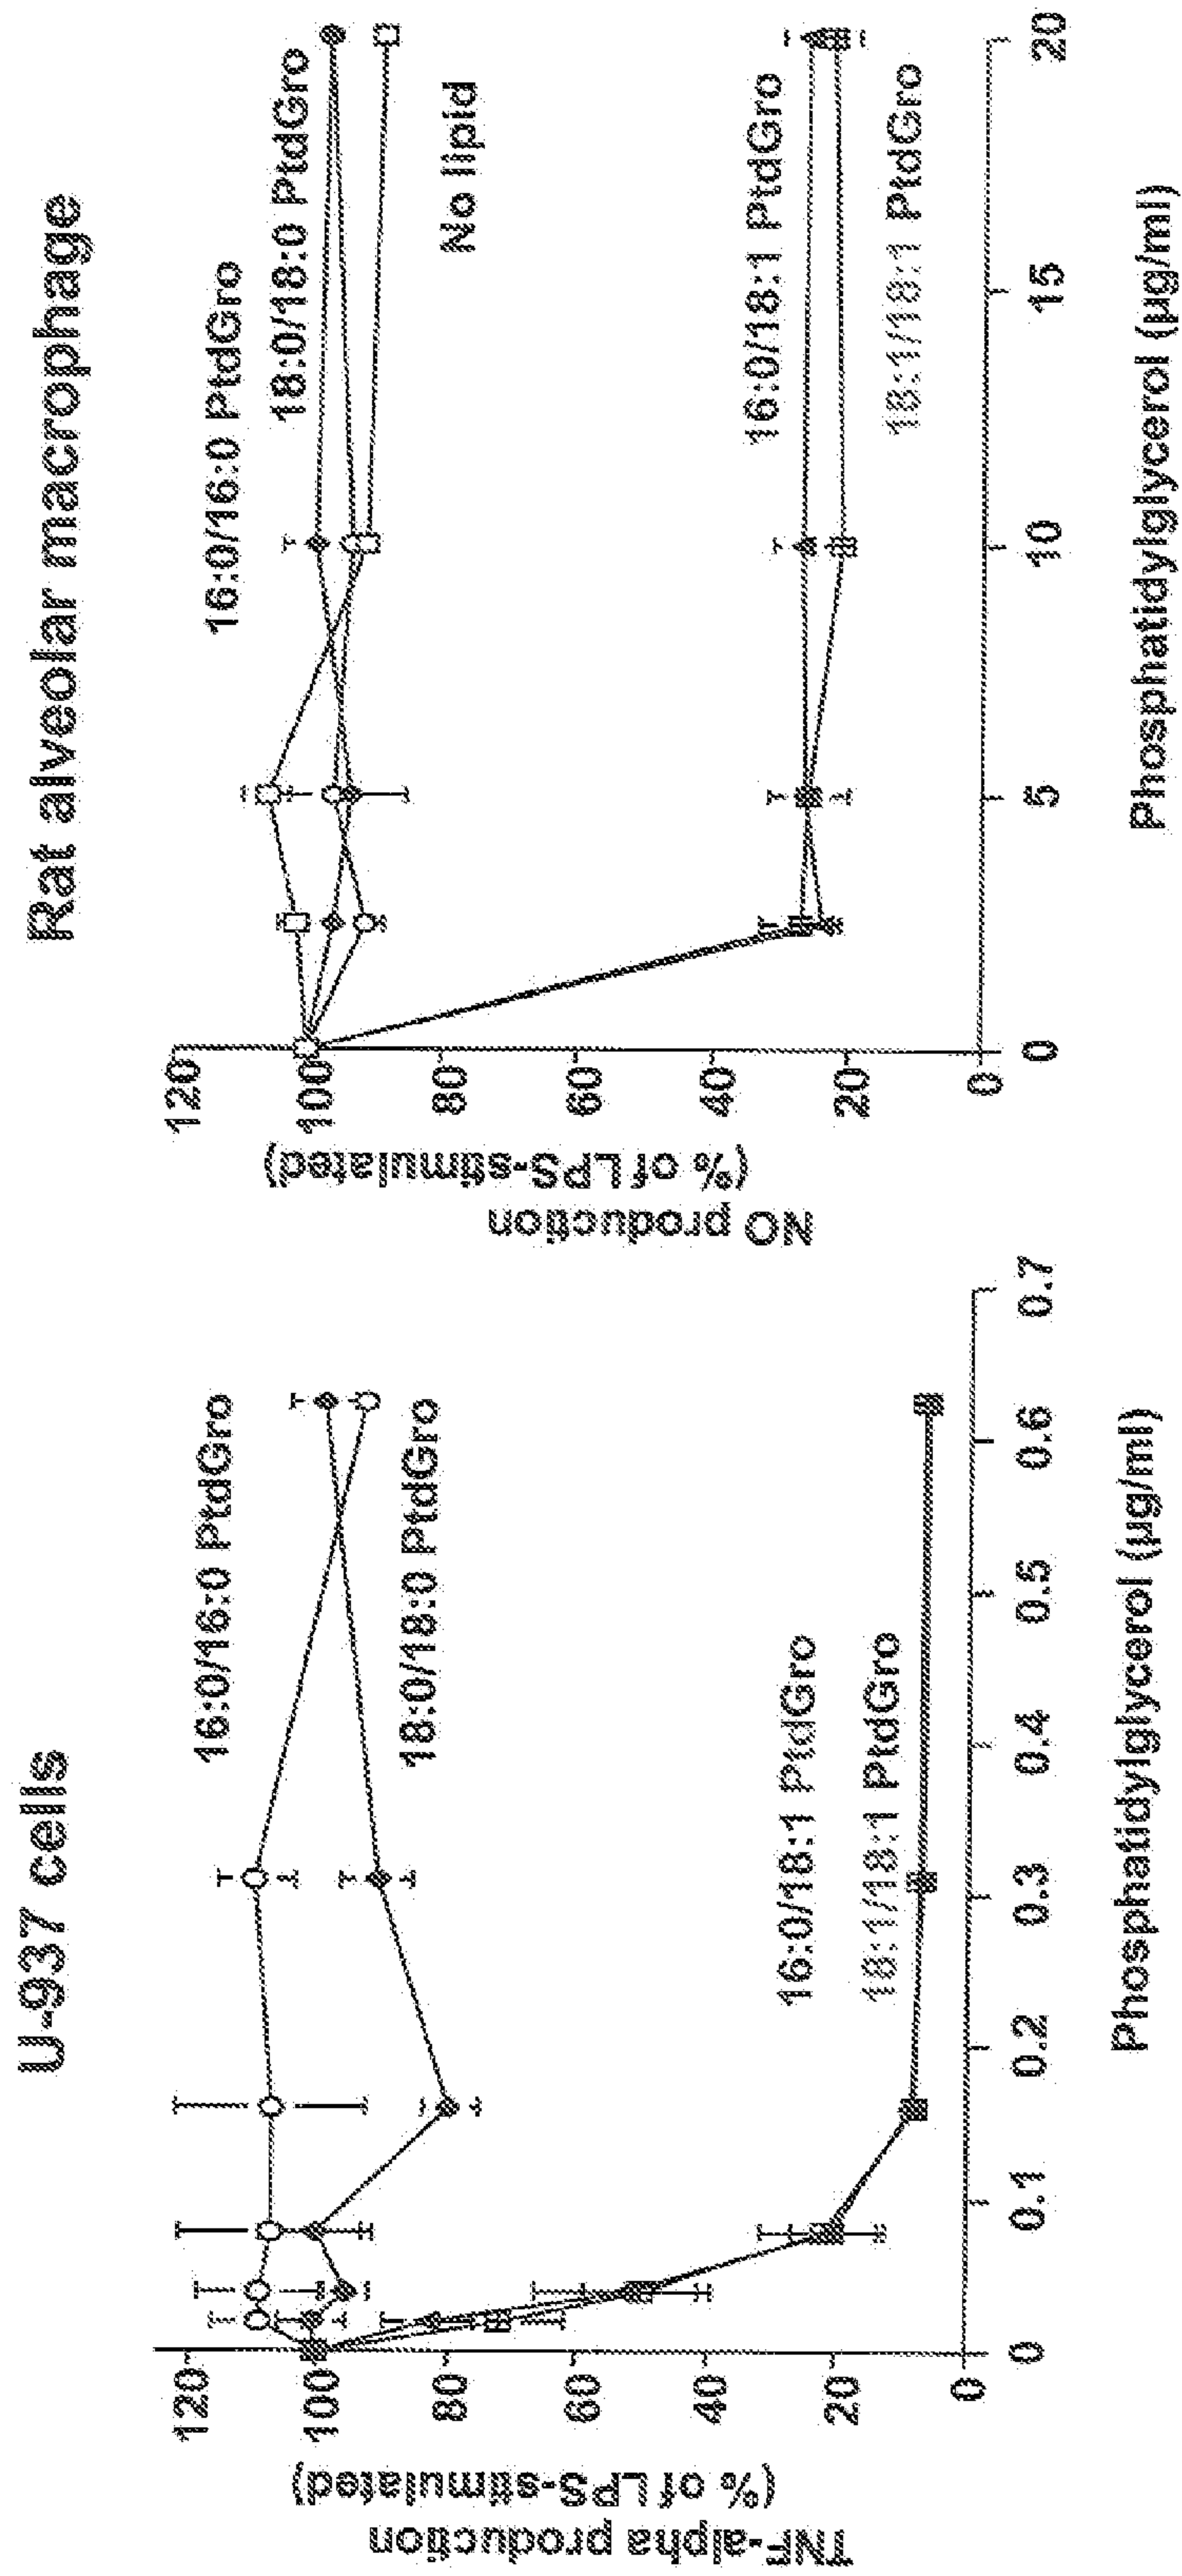 U-937 cells
TNF-alpha production
(% of LPS-stimulated)
120
100
80
60
40
20
0
16:0/16:0 PtdGro
18:0/18:0 PtdGro
16:0/18:1 PtdGro
18:1/18:1 PtdGro
0
0.1
0.2
0.3
0.4
0.5
0.6
0.7
Phosphatidylglycerol (µg/ml)
Rat alveolar macrophage
NO production
(% of LPS-stimulated)
120
100
80
60
40
20
0
16:0/16:0 PtdGro
18:0/18:0 PtdGro
No lipid
16:0/18:1 PtdGro
18:1/18:1 PtdGro
0
5
10
15
20
Phosphatidylglycerol (µg/ml)